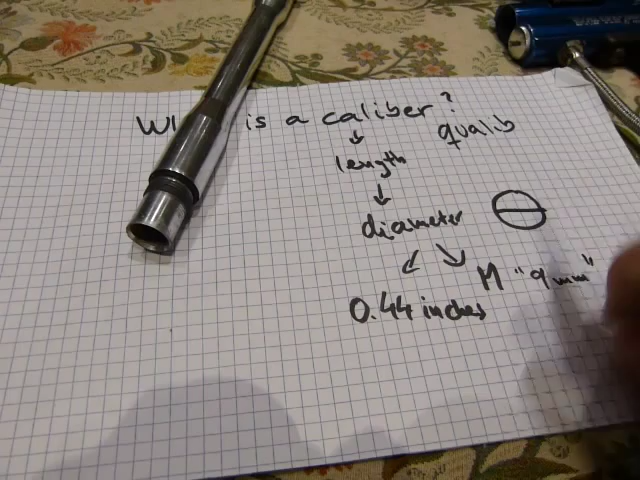 is a caliber?
qualib
length
diameter
M "9mm"
0.44 inches